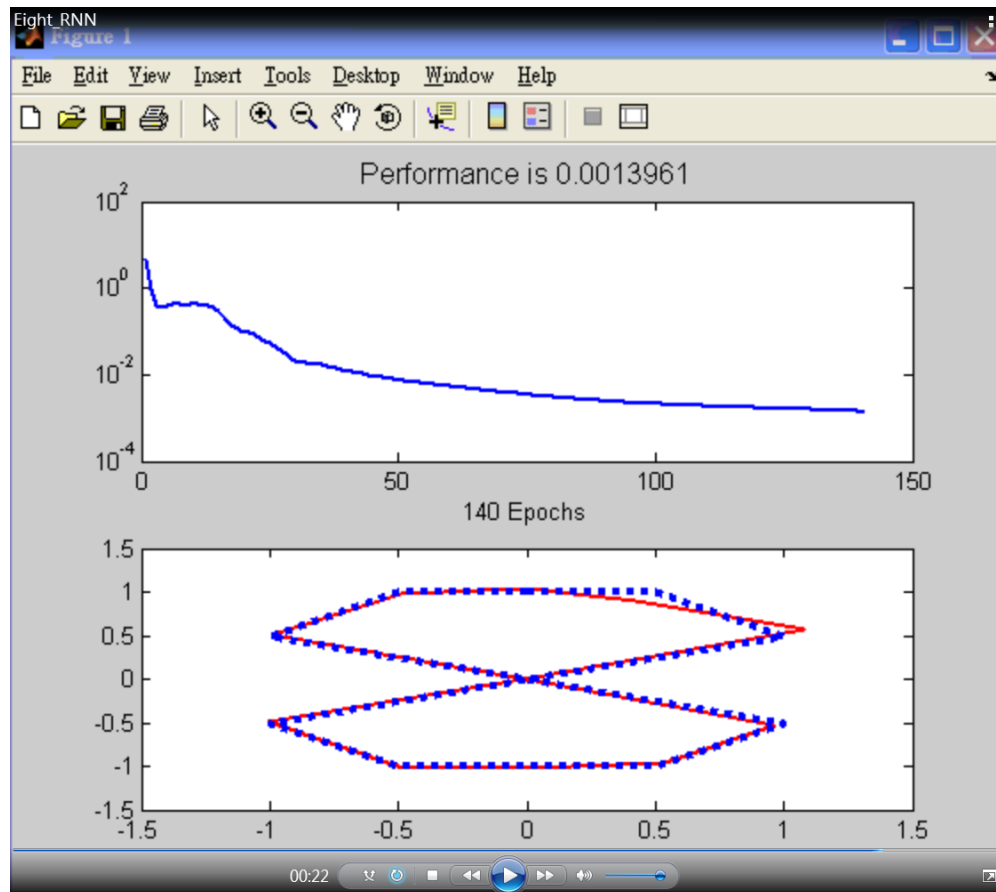 Eight_RNN
Figure 1
File Edit View Insert Tools Desktop Window Help
Performance is 0.0013961
10^2
10^0
10^-2
10^-4
0 50 100 150
140 Epochs
1.5
1
0.5
0
-0.5
-1
-1.5
-1.5 -1 -0.5 0 0.5 1 1.5
00:22